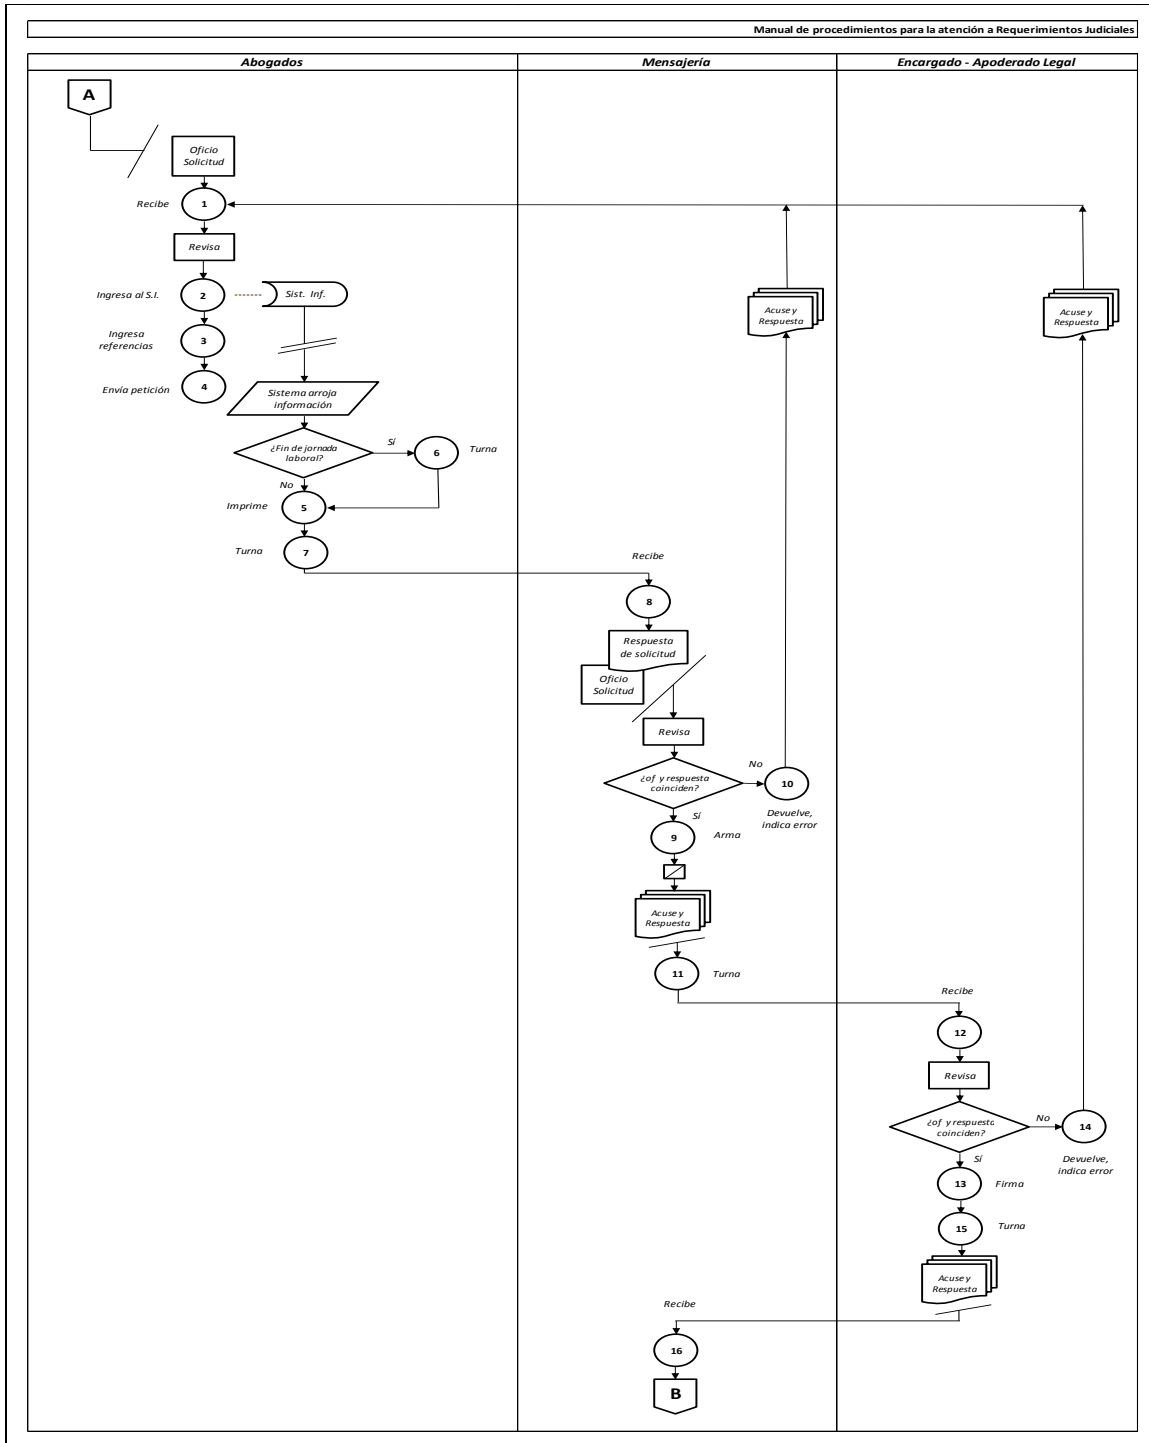 Manual de procedimientos para la atención a Requerimientos Judiciales
Abogados
Mensajería
Encargado - Apoderado Legal
A
Oficio
Solicitud
Recibe
1
Revisa
Ingresa al S.I.
2
Sist. Inf.
Ingresa
referencias
3
Envía petición
4
Sistema arroja
información
¿Fin de jornada
laboral?
Sí
6
Turna
No
Imprime
5
Turna
7
Recibe
8
Respuesta
de solicitud
Oficio
Solicitud
Revisa
¿of y respuesta
coinciden?
No
10
Devuelve,
indica error
Acuse y
Respuesta
Sí
9
Arma
Acuse y
Respuesta
11
Turna
Recibe
12
Revisa
¿of y respuesta
coinciden?
No
14
Devuelve,
indica error
Acuse y
Respuesta
Sí
13
Firma
15
Turna
Acuse y
Respuesta
Recibe
16
B